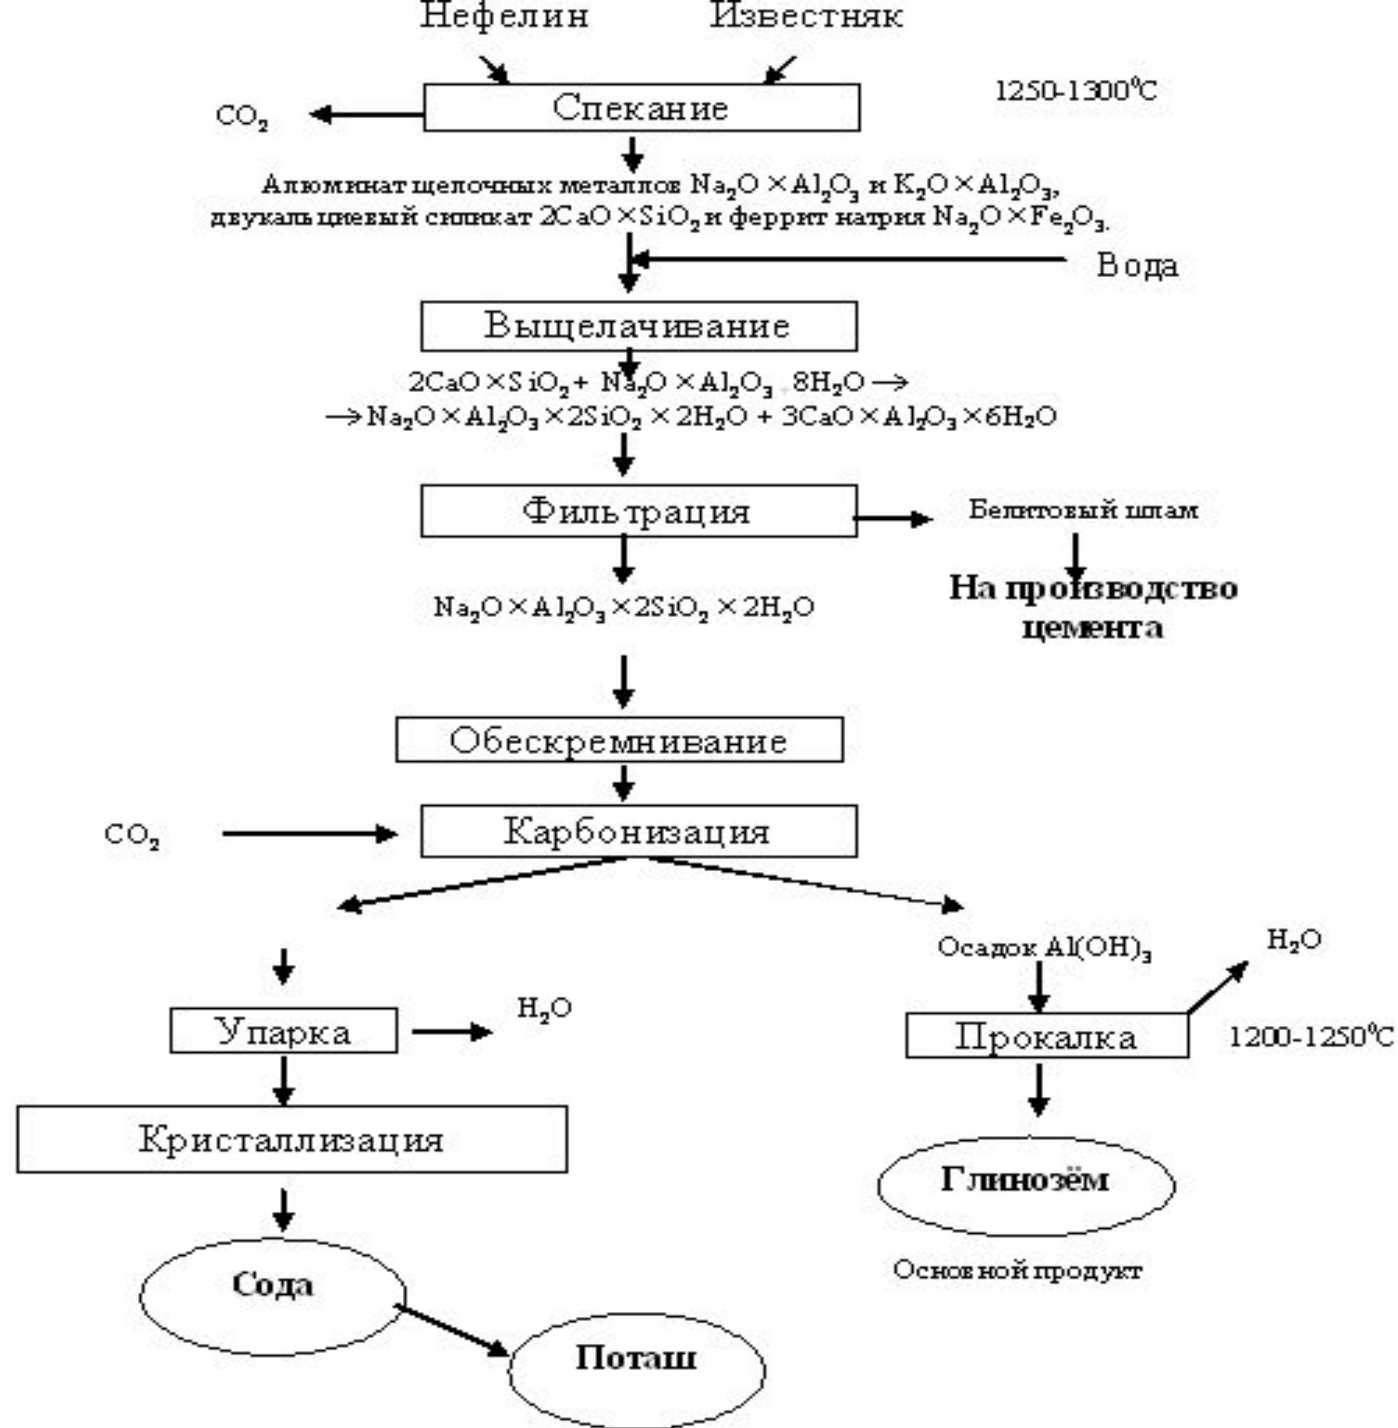 Нефелин Известняк
1250-1300⁰С
Спекание
CO₂
Алюминат щелочных металлов Na₂O×Al₂O₃ и K₂O×Al₂O₃,
двукальциевый силикат 2CaO×SiO₂ и феррит натрия Na₂O×Fe₂O₃.
Вода
Выщелачивание
2CaO×SiO₂+ Na₂O×Al₂O₃ 8H₂O→
→Na₂O×Al₂O₃×2SiO₂×2H₂O + 3CaO×Al₂O₃×6H₂O
Фильтрация
Белитовый шлам
На производство
цемента
Na₂O×Al₂O₃×2SiO₂×2H₂O
Обескремнивание
Карбонизация
CO₂
Осадок Al(OH)₃
H₂O
Упарка
H₂O
Прокалка
1200-1250⁰С
Кристаллизация
Глинозём
Основной продукт
Сода
Поташ